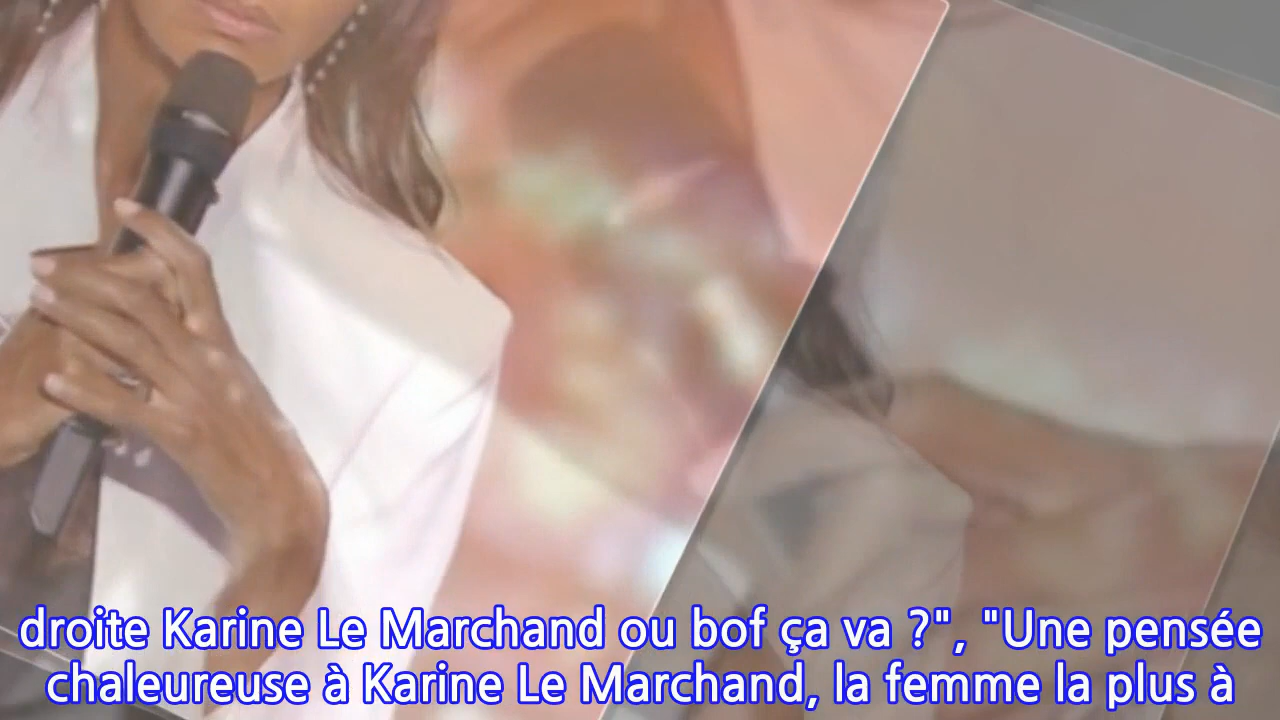 droite Karine Le Marchand ou bof ça va ?", "Une pensée
chaleureuse à Karine Le Marchand, la femme la plus à